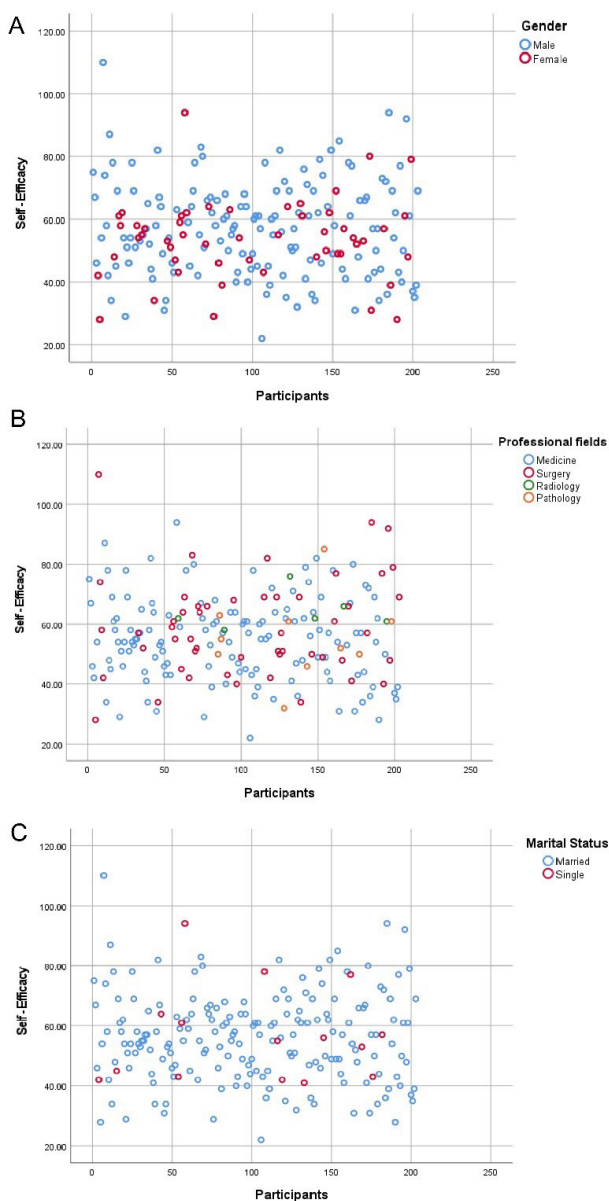 A
Gender
Male
Female
120.00
100.00
80.00
60.00
40.00
20.00
Self - Efficacy
0 50 100 150 200 250
Participants
B
Professional fields
Medicine
Surgery
Radiology
Pathology
120.00
100.00
80.00
60.00
40.00
20.00
Self - Efficacy
0 50 100 150 200 250
Participants
C
Marital Status
Married
Single
120.00
100.00
80.00
60.00
40.00
20.00
Self - Efficacy
0 50 100 150 200 250
Participants